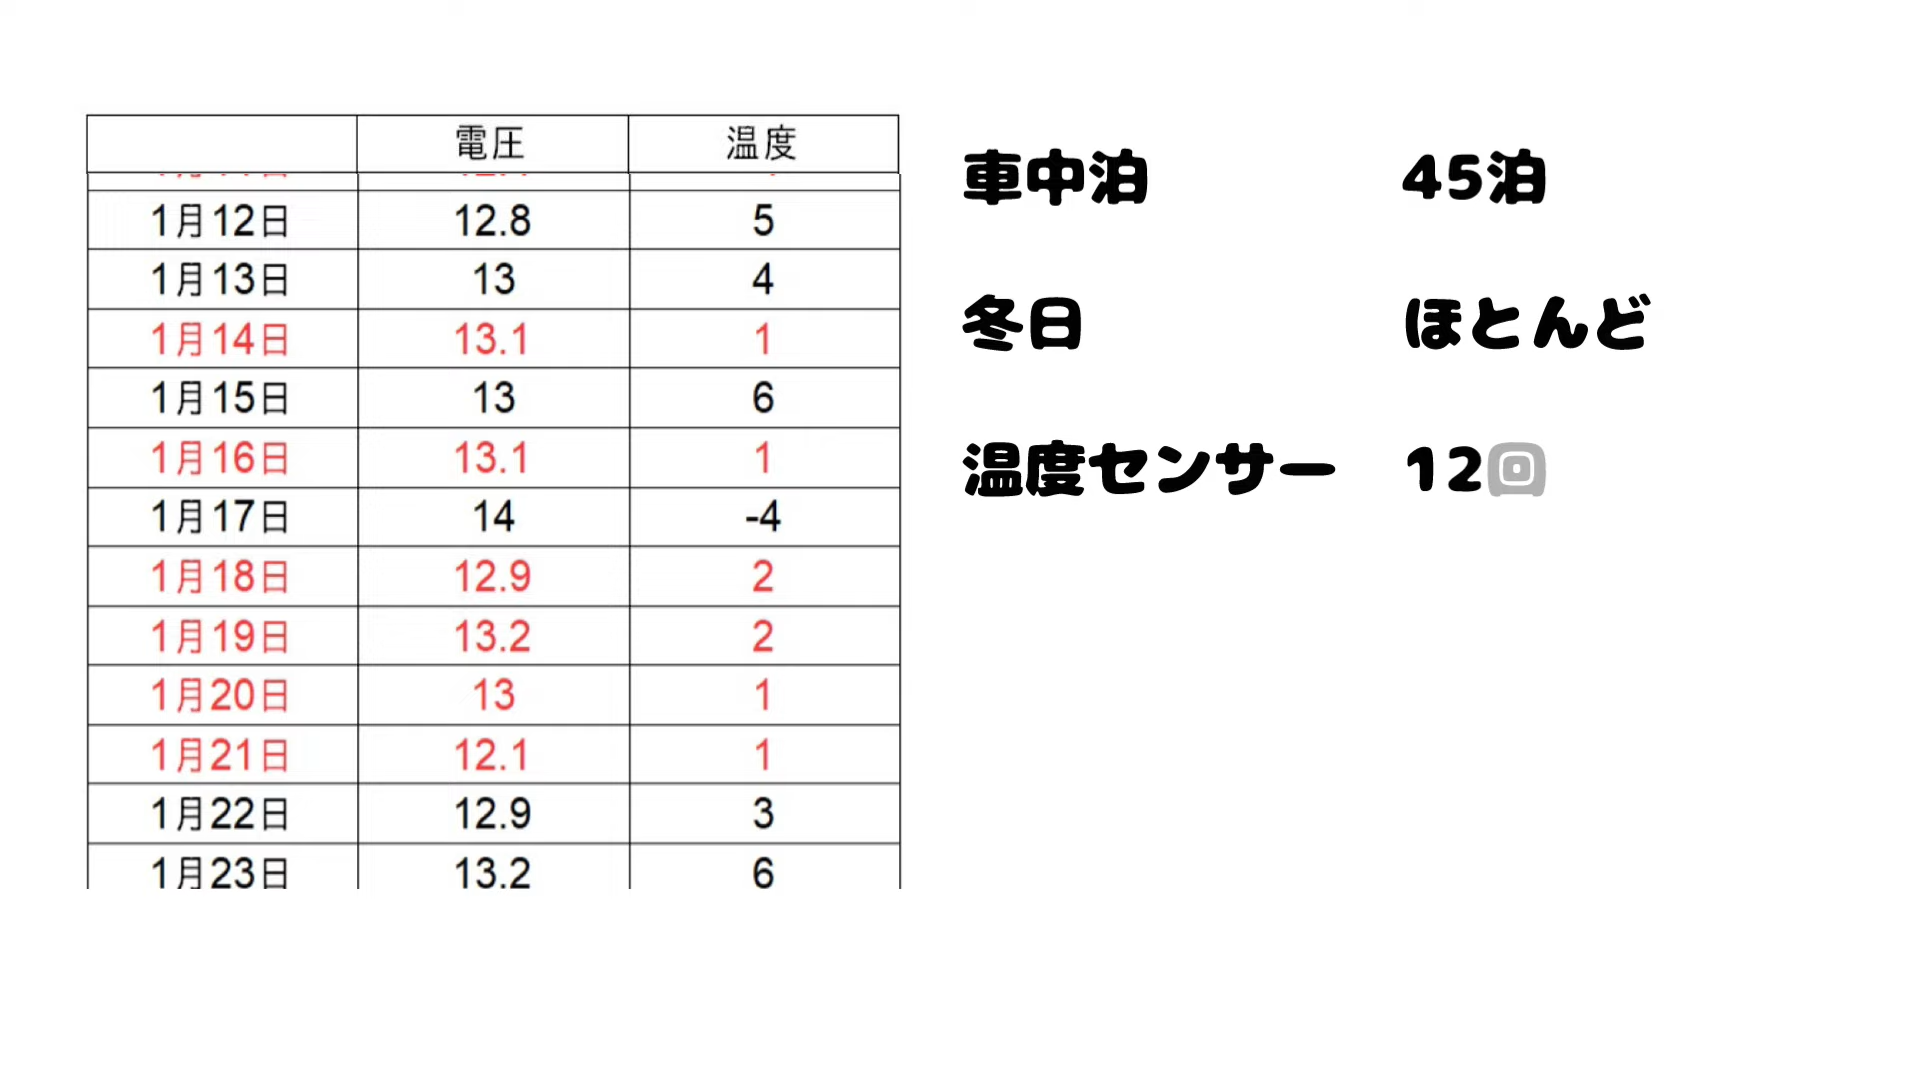 電圧 温度
1月12日 12.8 5
1月13日 13 4
1月14日 13.1 1
1月15日 13 6
1月16日 13.1 1
1月17日 14 -4
1月18日 12.9 2
1月19日 13.2 2
1月20日 13 1
1月21日 12.1 1
1月22日 12.9 3
1月23日 13.2 6
車中泊 45泊
冬日 ほとんど
温度センサー 12回